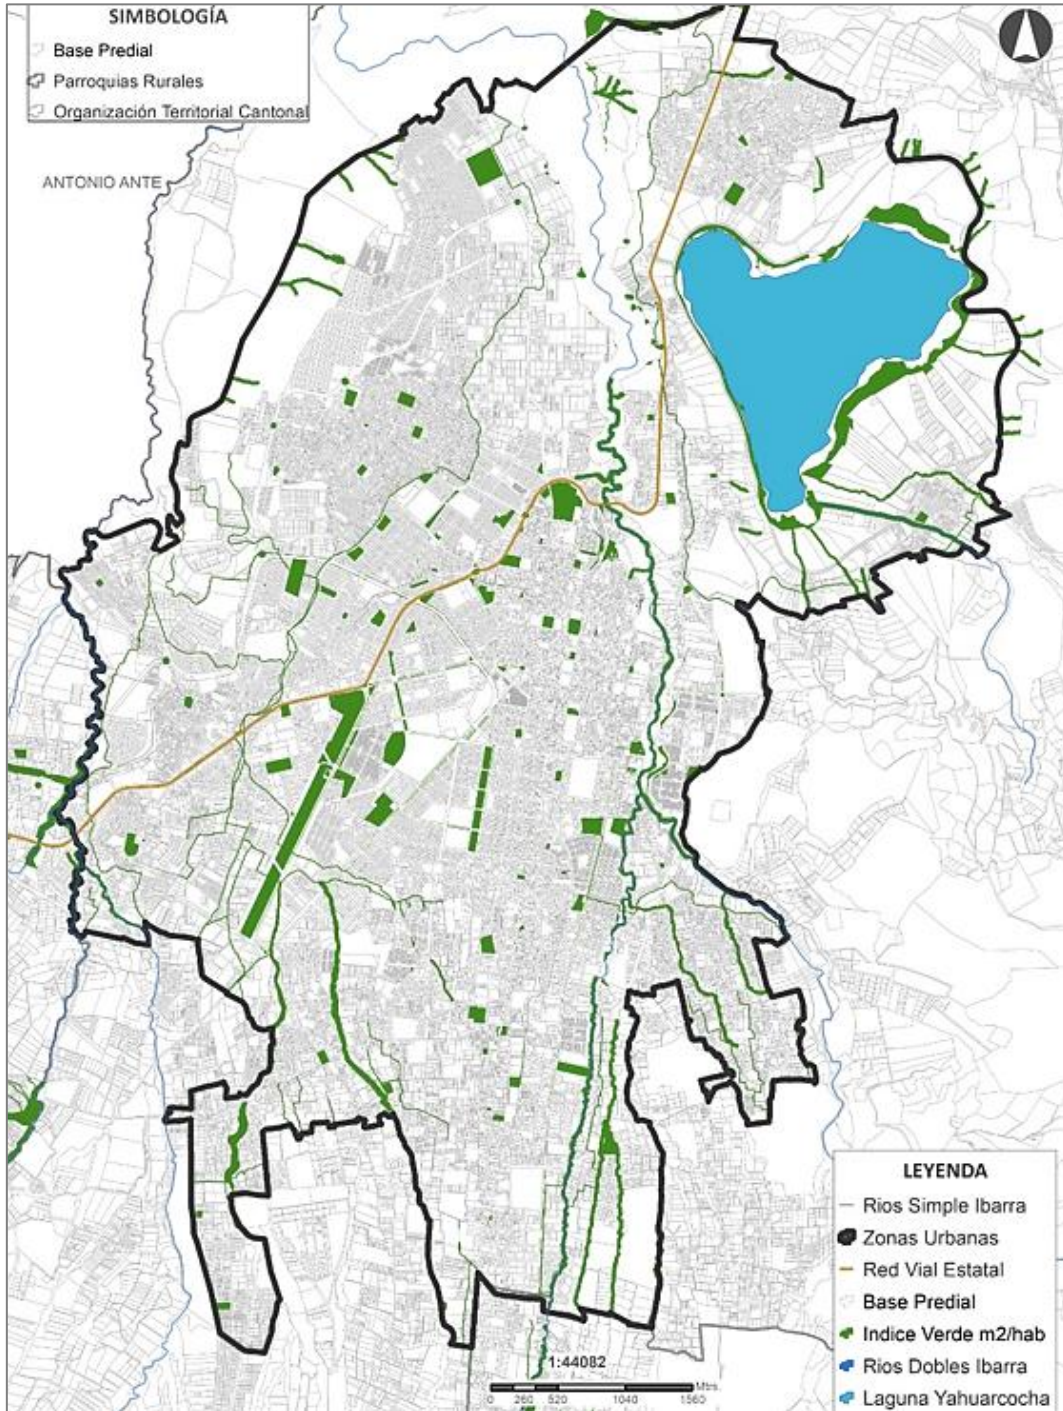 SIMBOLOGÍA
Base Predial
Parroquias Rurales
Organización Territorial Cantonal
ANTONIO ANTE
LEYENDA
Rios Simple Ibarra
Zonas Urbanas
Red Vial Estatal
Base Predial
Indice Verde m2/hab
Rios Dobles Ibarra
Laguna Yahuarcocha
1:44082
Mtrs.
0 260 520 1040 1560